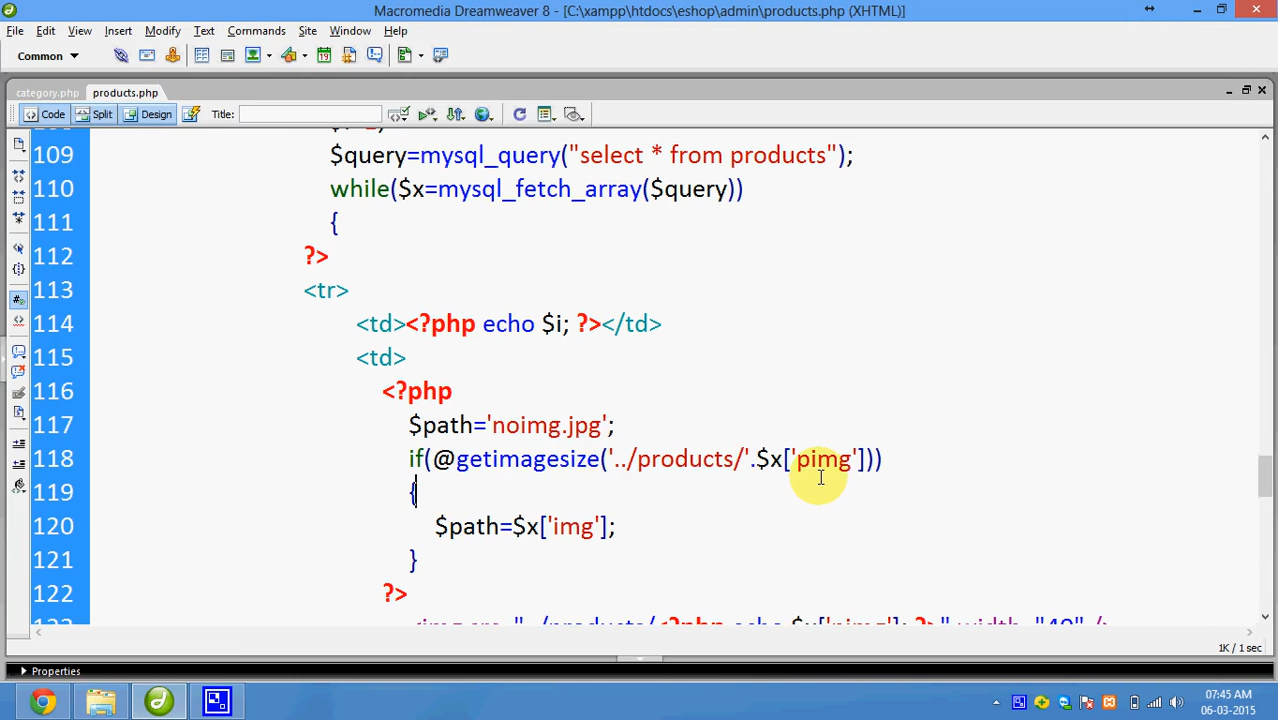 Macromedia Dreamweaver 8 - [C:\xampp\htdocs\eshop\admin\products.php (XHTML)]
File Edit View Insert Modify Text Commands Site Window Help
Common
category.php products.php
Code Split Design Title:
109 $query=mysql_query("select * from products");
110 while($x=mysql_fetch_array($query))
111 {
112 ?>
113 <tr>
114 <td><?php echo $i; ?></td>
115 <td>
116 <?php
117 $path='noimg.jpg';
118 if(@getimagesize('../products/'.$x['pimg']))
119 {
120 $path=$x['img'];
121 }
122 ?>
1K / 1 sec
Properties
07:45 AM
06-03-2015